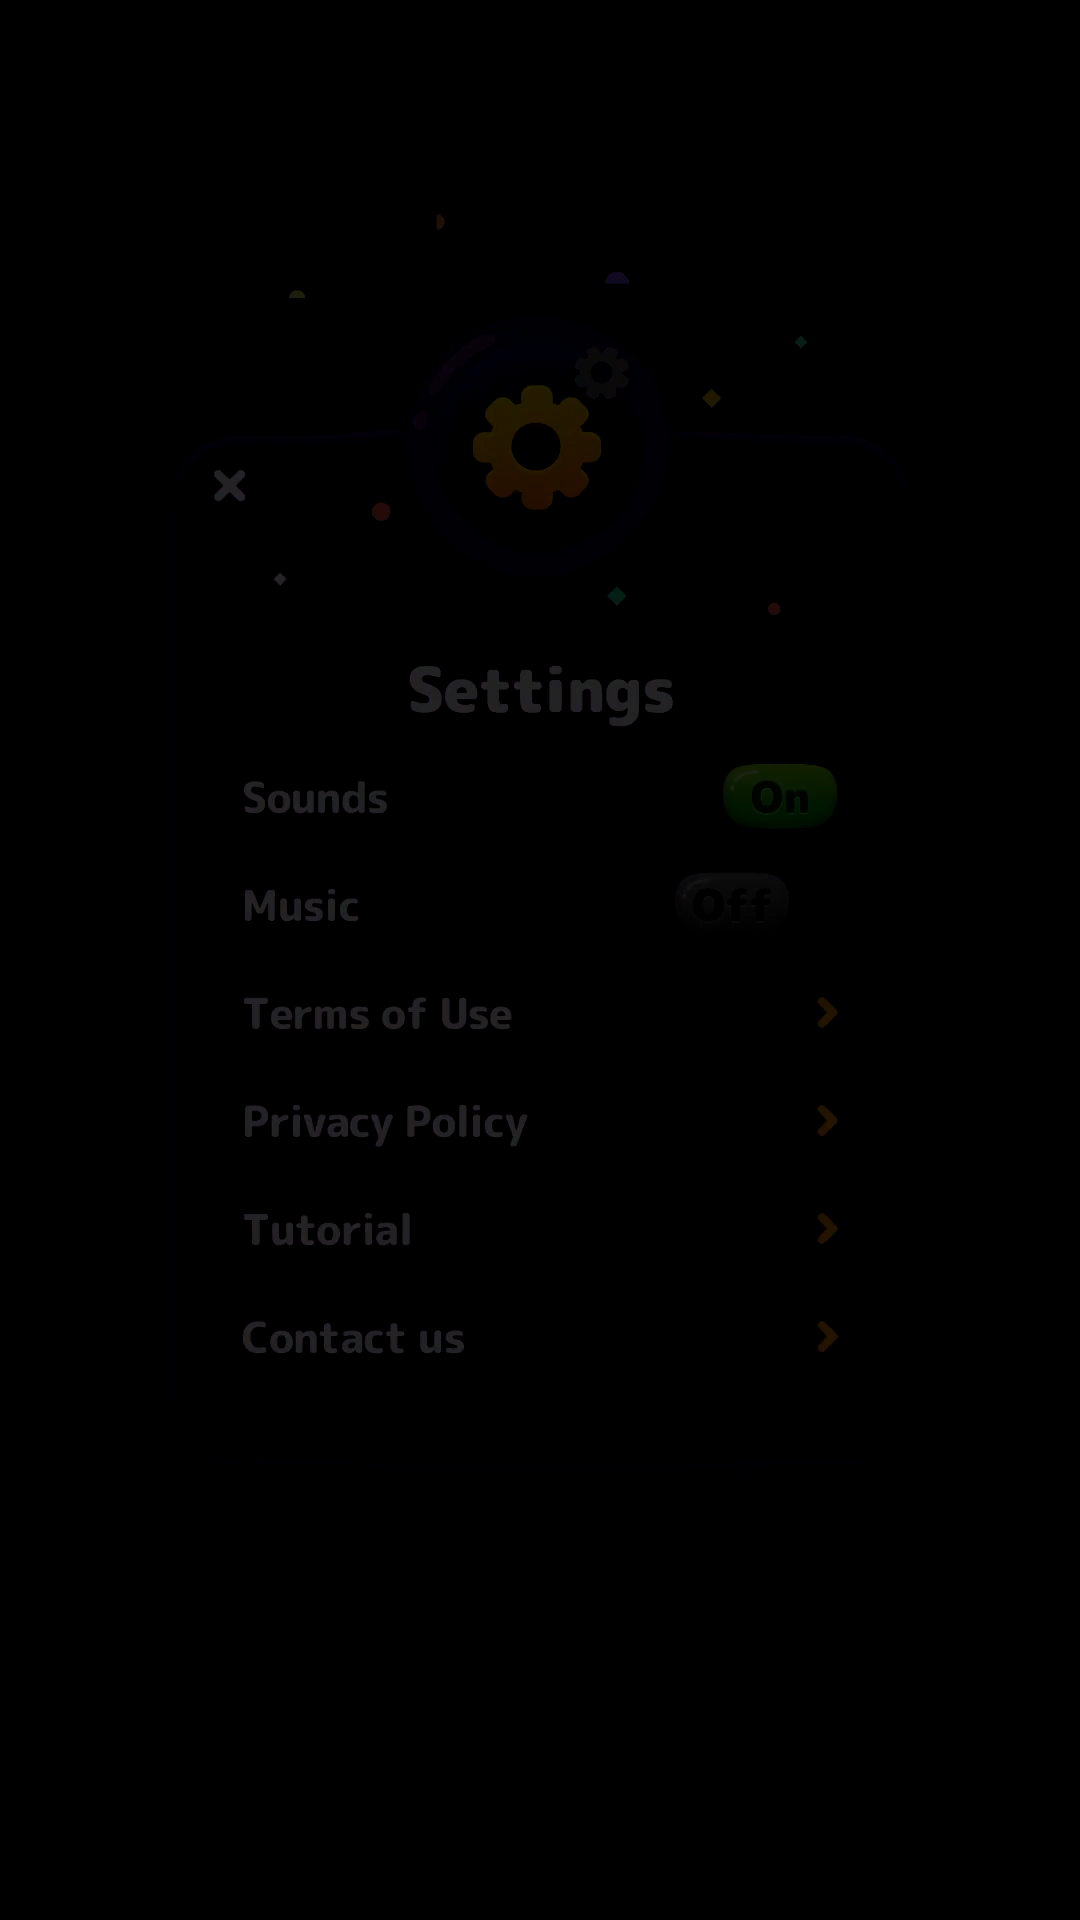 Settings
Sounds On
Music Off
Terms of Use
Privacy Policy
Tutorial
Contact us